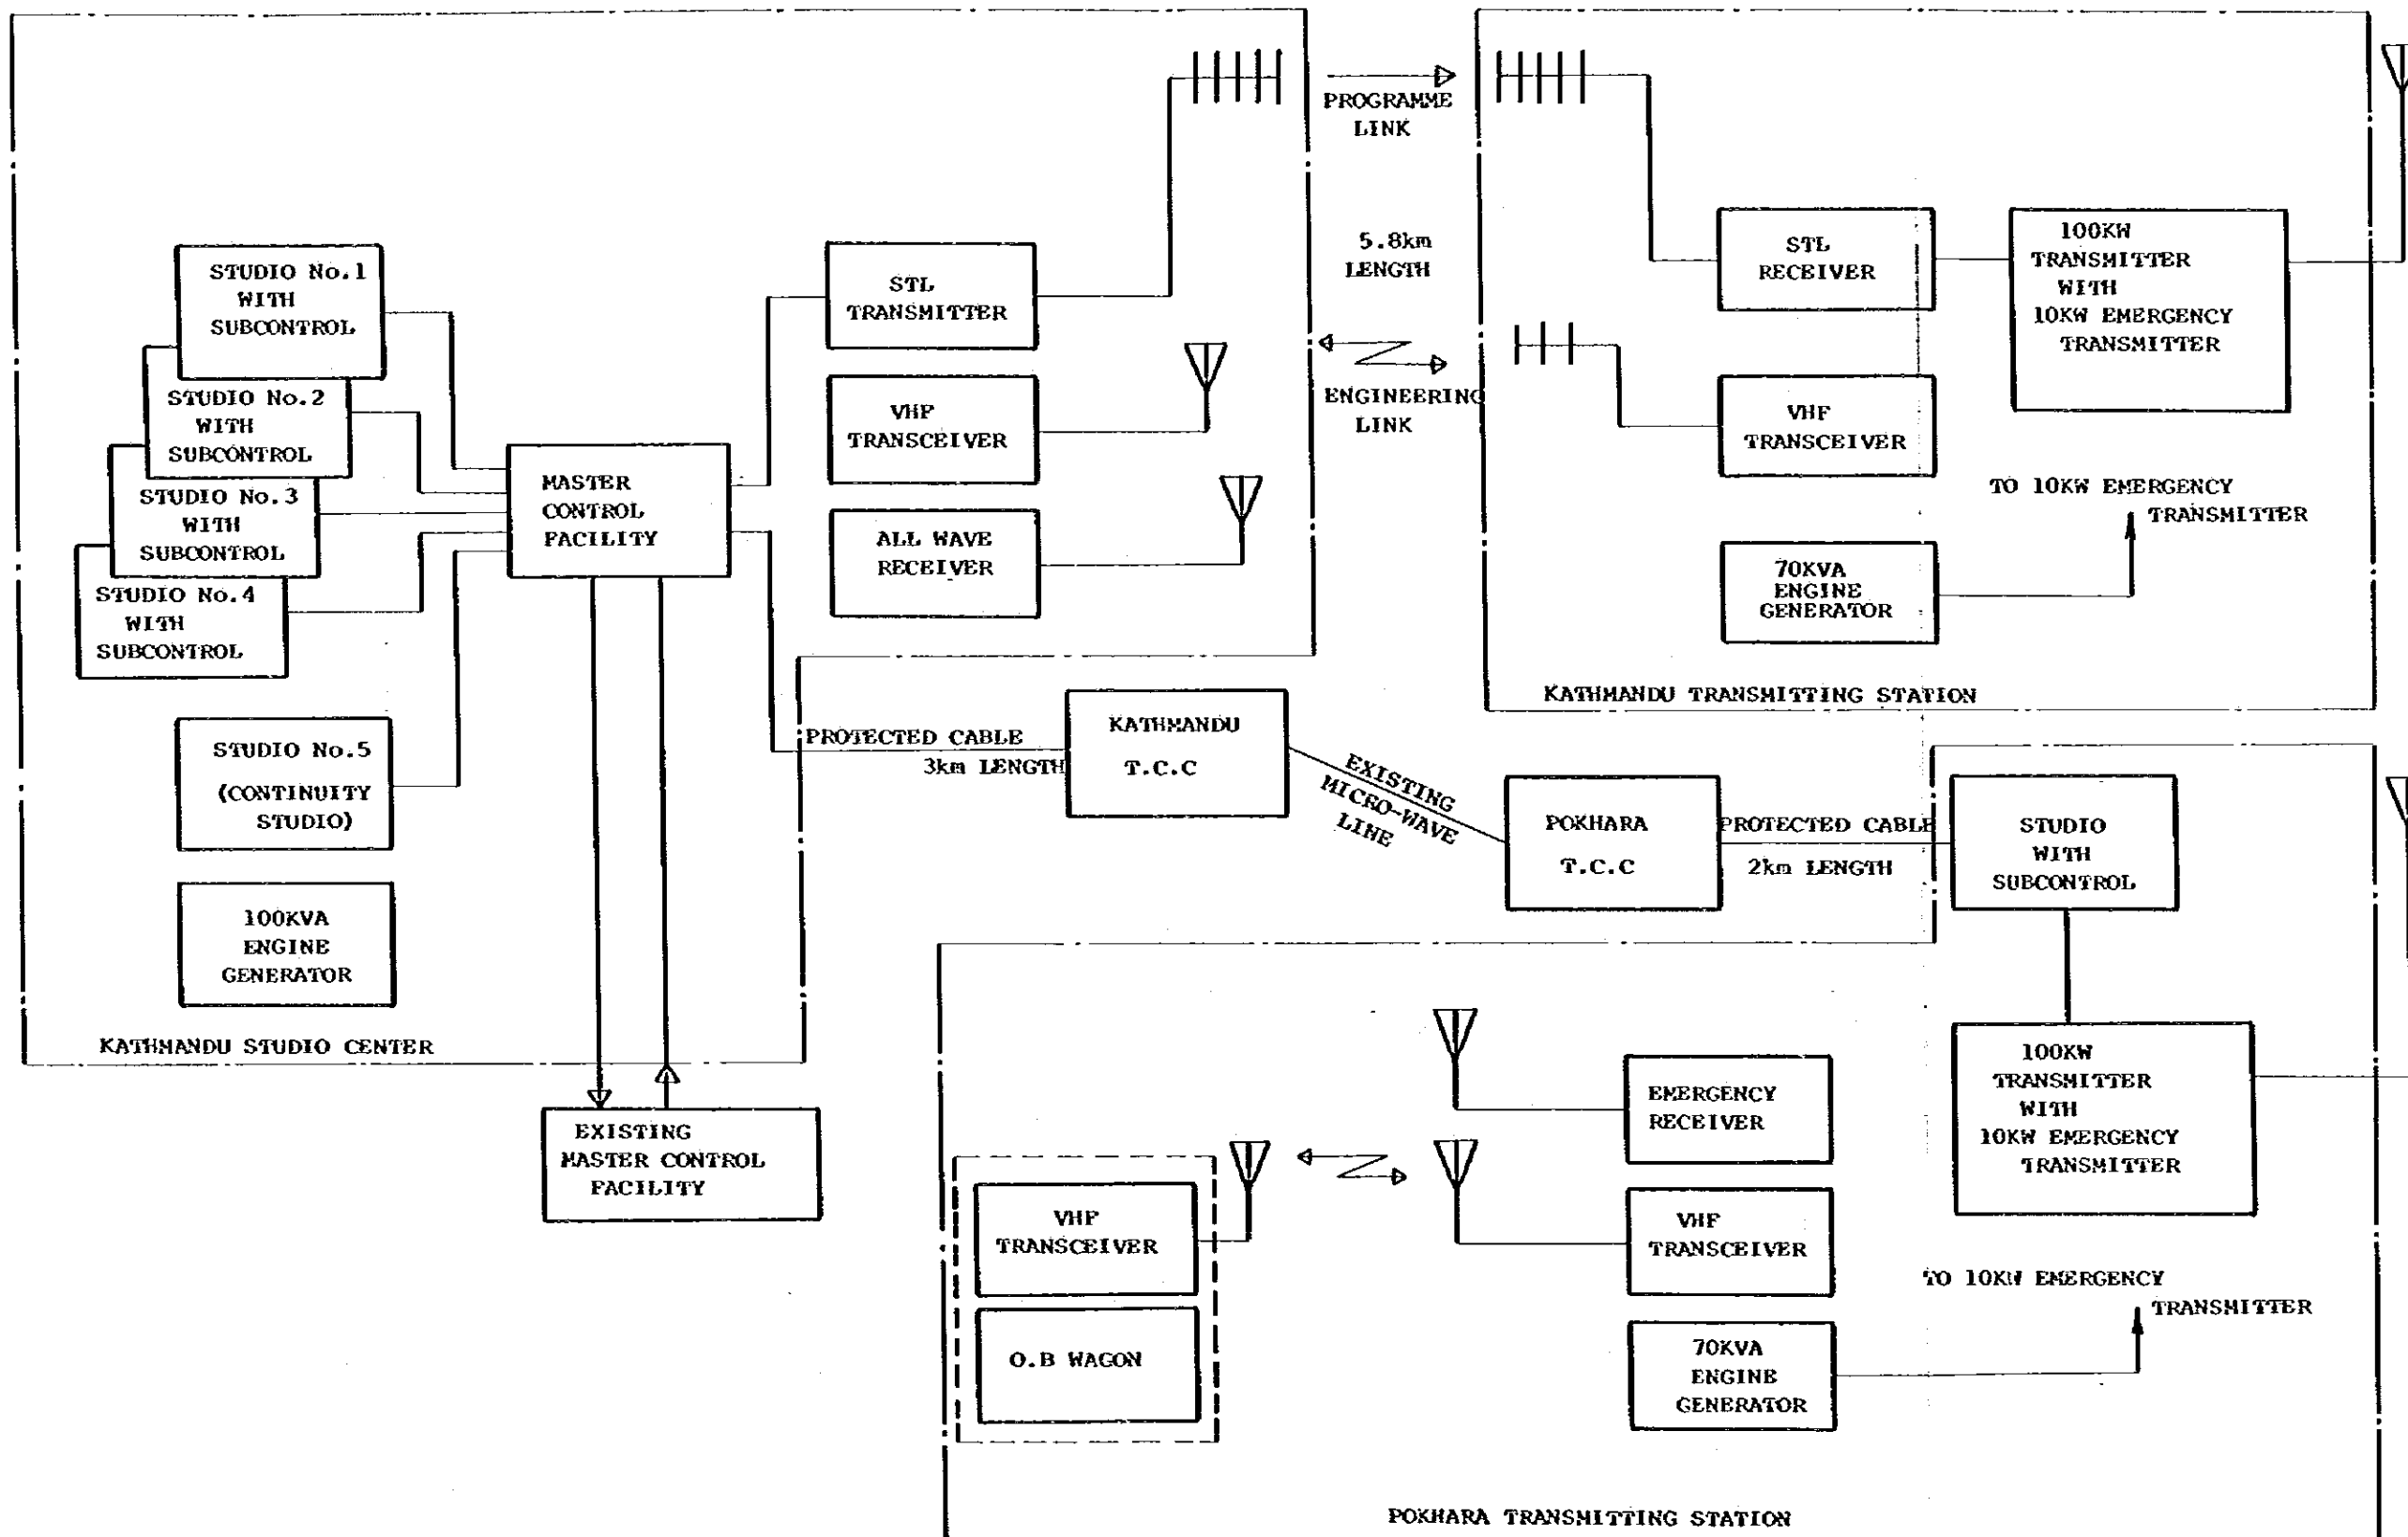 PROGRAMME
LINK
5.8km
LENGTH
ENGINEERING
LINK
STUDIO No.1
WITH
SUBCONTROL
STUDIO No.2
WITH
SUBCONTROL
STUDIO No.3
WITH
SUBCONTROL
STUDIO No.4
WITH
SUBCONTROL
STUDIO No.5
(CONTINUITY
STUDIO)
100KVA
ENGINE
GENERATOR
MASTER
CONTROL
FACILITY
STL
TRANSMITTER
VHF
TRANSCEIVER
ALL WAVE
RECEIVER
KATHMANDU STUDIO CENTER
EXISTING
MASTER CONTROL
FACILITY
STL
RECEIVER
100KW
TRANSMITTER
WITH
10KW EMERGENCY
TRANSMITTER
VHF
TRANSCEIVER
TO 10KW EMERGENCY
TRANSMITTER
70KVA
ENGINE
GENERATOR
KATHMANDU TRANSMITTING STATION
PROTECTED CABLE
3km LENGTH
KATHMANDU
T.C.C
EXISTING
MICRO-WAVE
LINE
POKHARA
T.C.C
PROTECTED CABLE
2km LENGTH
STUDIO
WITH
SUBCONTROL
100KW
TRANSMITTER
WITH
10KW EMERGENCY
TRANSMITTER
EMERGENCY
RECEIVER
VHF
TRANSCEIVER
O.B WAGON
VHF
TRANSCEIVER
TO 10KW EMERGENCY
TRANSMITTER
70KVA
ENGINE
GENERATOR
POKHARA TRANSMITTING STATION